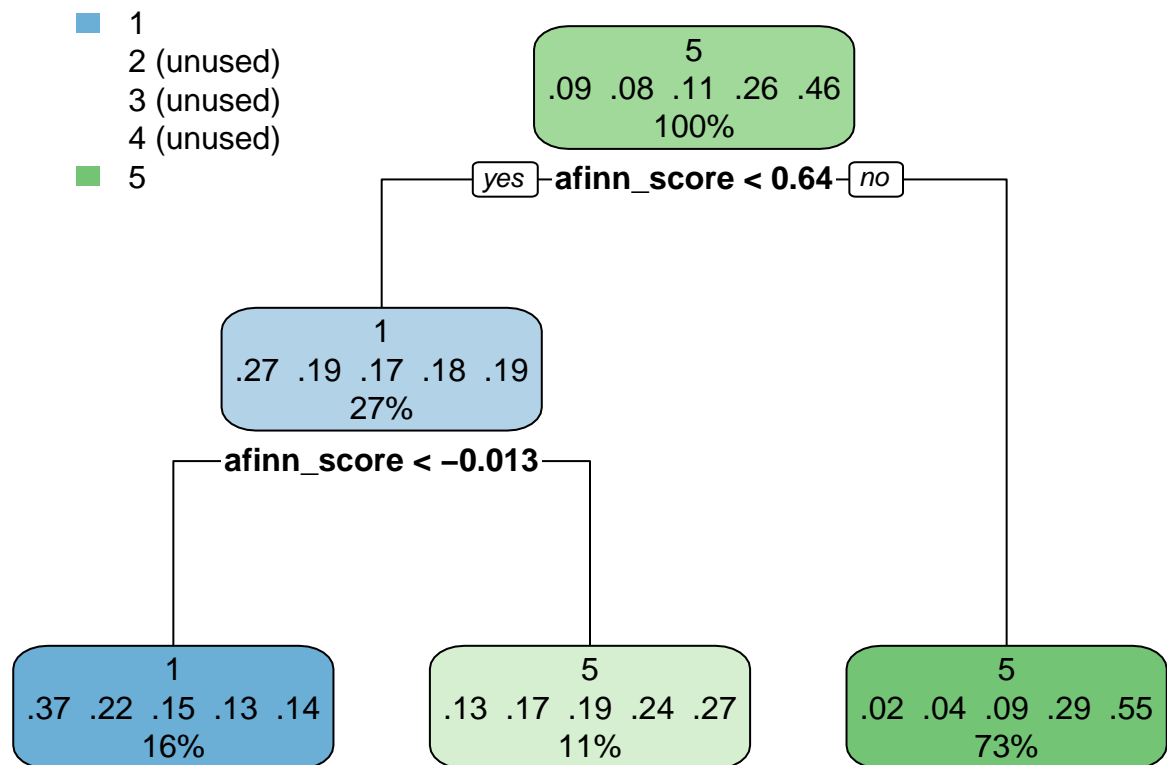 1
2 (unused)
3 (unused)
4 (unused)
5
5
.09 .08 .11 .26 .46
100%
yes afinn_score < 0.64 no
1
.27 .19 .17 .18 .19
27%
afinn_score < −0.013
1
.37 .22 .15 .13 .14
16%
5
.13 .17 .19 .24 .27
11%
5
.02 .04 .09 .29 .55
73%